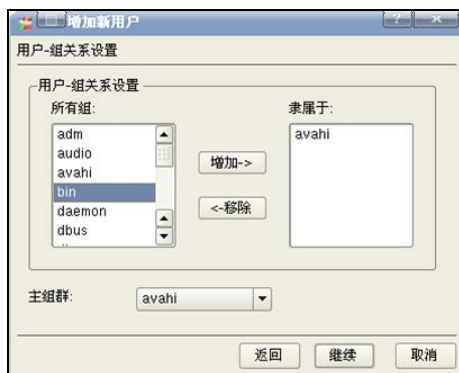 增加新用户
用户-组关系设置
用户-组关系设置
所有组:
隶属于:
adm
audio
avahi
bin
daemon
dbus
增加->
<-移除
avahi
主组群:
avahi
返回
继续
取消